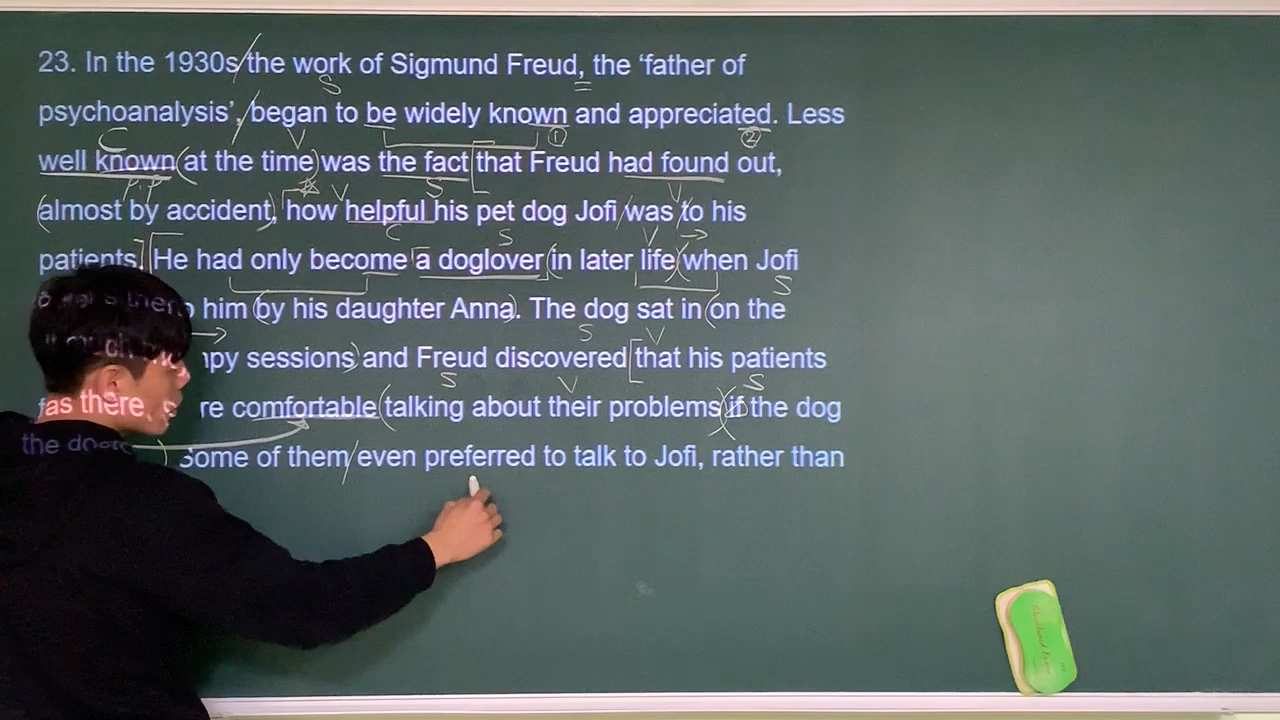 23. In the 1930s the work of Sigmund Freud, the ‘father of
psychoanalysis’, began to be widely known and appreciated. Less
well known at the time was the fact that Freud had found out,
almost by accident, how helpful his pet dog Jofi was to his
patients. He had only become a doglover in later life when Jofi
him by his daughter Anna. The dog sat in on the
sessions and Freud discovered that his patients
comfortable talking about their problems if the dog
the Some of them even preferred to talk to Jofi, rather than